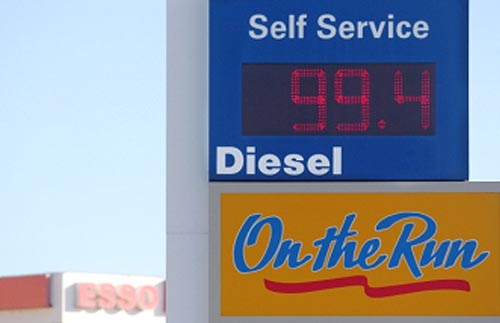 Self Service
99.4
Diesel
On the Run
ESSO